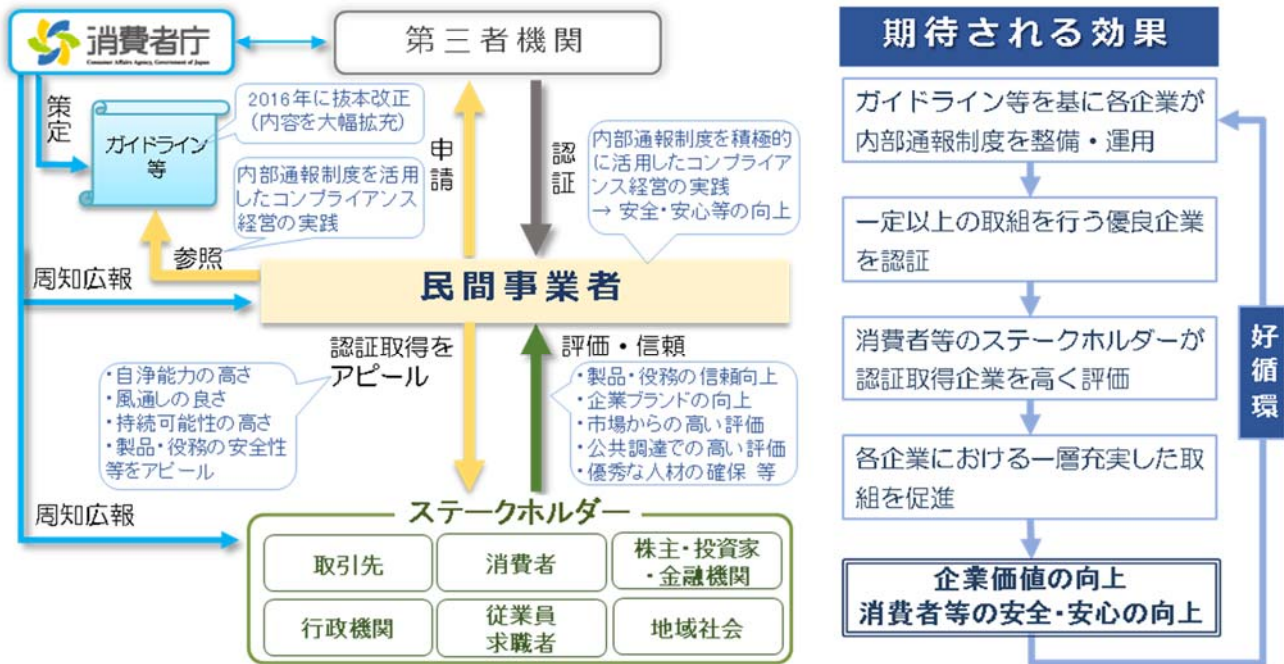 消費者庁
Consumer Affairs Agency, Government of Japan
第三者機関
策定
ガイドライン
等
2016年に抜本改正
(内容を大幅拡充)
内部通報制度を活用
したコンプライアンス
経営の実践
参照
申請
認証
内部通報制度を積極的
に活用したコンプライア
ンス経営の実践
→ 安全・安心等の向上
周知広報
民間事業者
認証取得を
アピール
・自浄能力の高さ
・風通しの良さ
・持続可能性の高さ
・製品・役務の安全性
等をアピール
評価・信頼
・製品・役務の信頼向上
・企業ブランドの向上
・市場からの高い評価
・公共調達での高い評価
・優秀な人材の確保 等
周知広報
ステークホルダー
取引先
消費者
株主・投資家
・金融機関
行政機関
従業員
求職者
地域社会
期待される効果
ガイドライン等を基に各企業が
内部通報制度を整備・運用
一定以上の取組を行う優良企業
を認証
消費者等のステークホルダーが
認証取得企業を高く評価
各企業における一層充実した取
組を促進
企業価値の向上
消費者等の安全・安心の向上
好循環